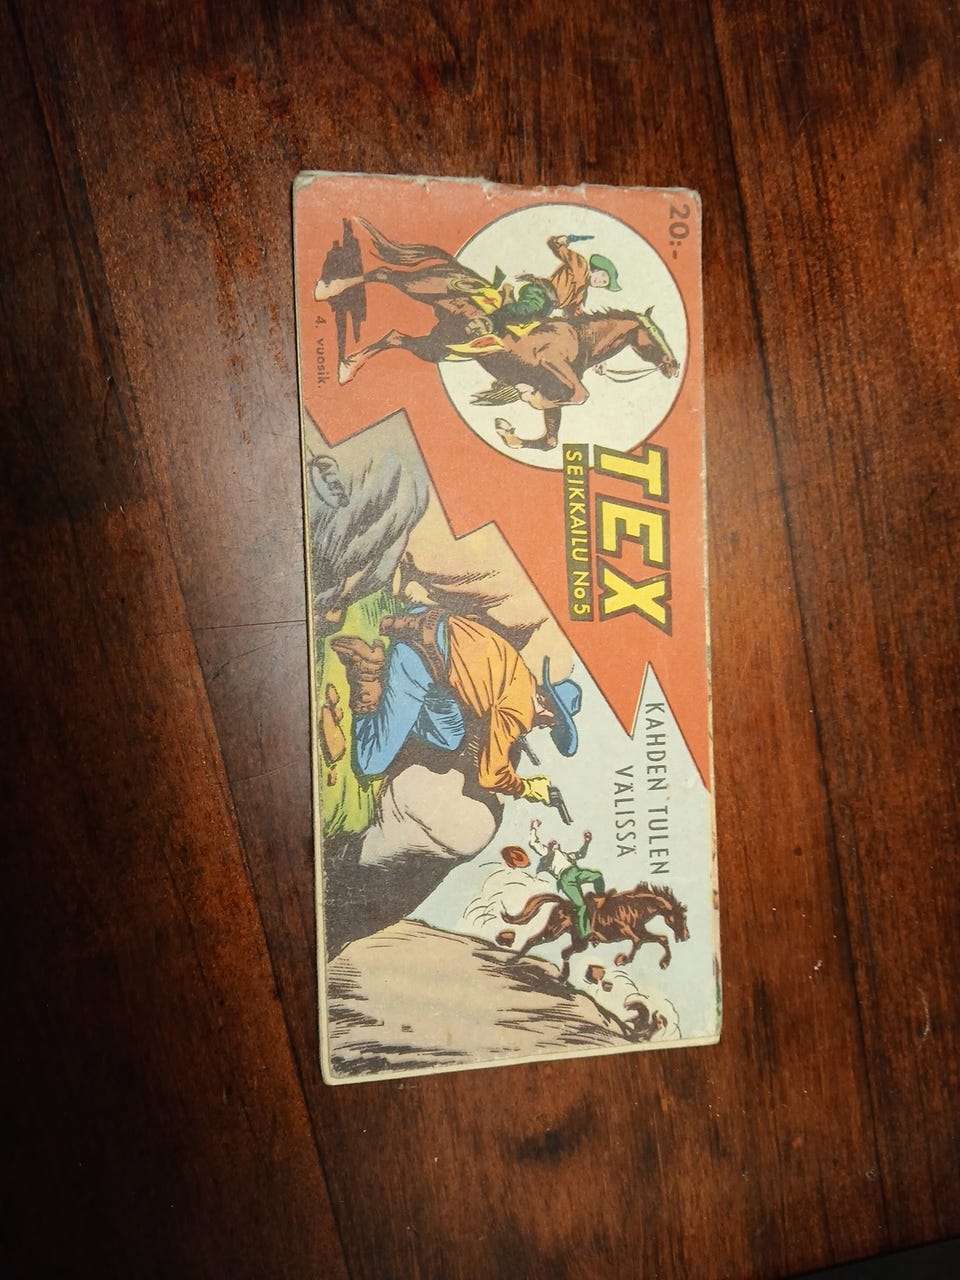 20:-
TEX
SEIKKAILU No 5
KAHDEN TULEN
VÄLISSÄ
4. vuosik.